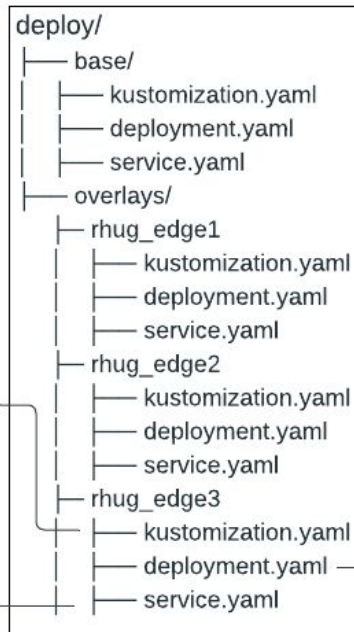 deploy/
base/
kustomization.yaml
deployment.yaml
service.yaml
overlays/
rhug_edge1
kustomization.yaml
deployment.yaml
service.yaml
rhug_edge2
kustomization.yaml
deployment.yaml
service.yaml
rhug_edge3
kustomization.yaml
deployment.yaml
service.yaml